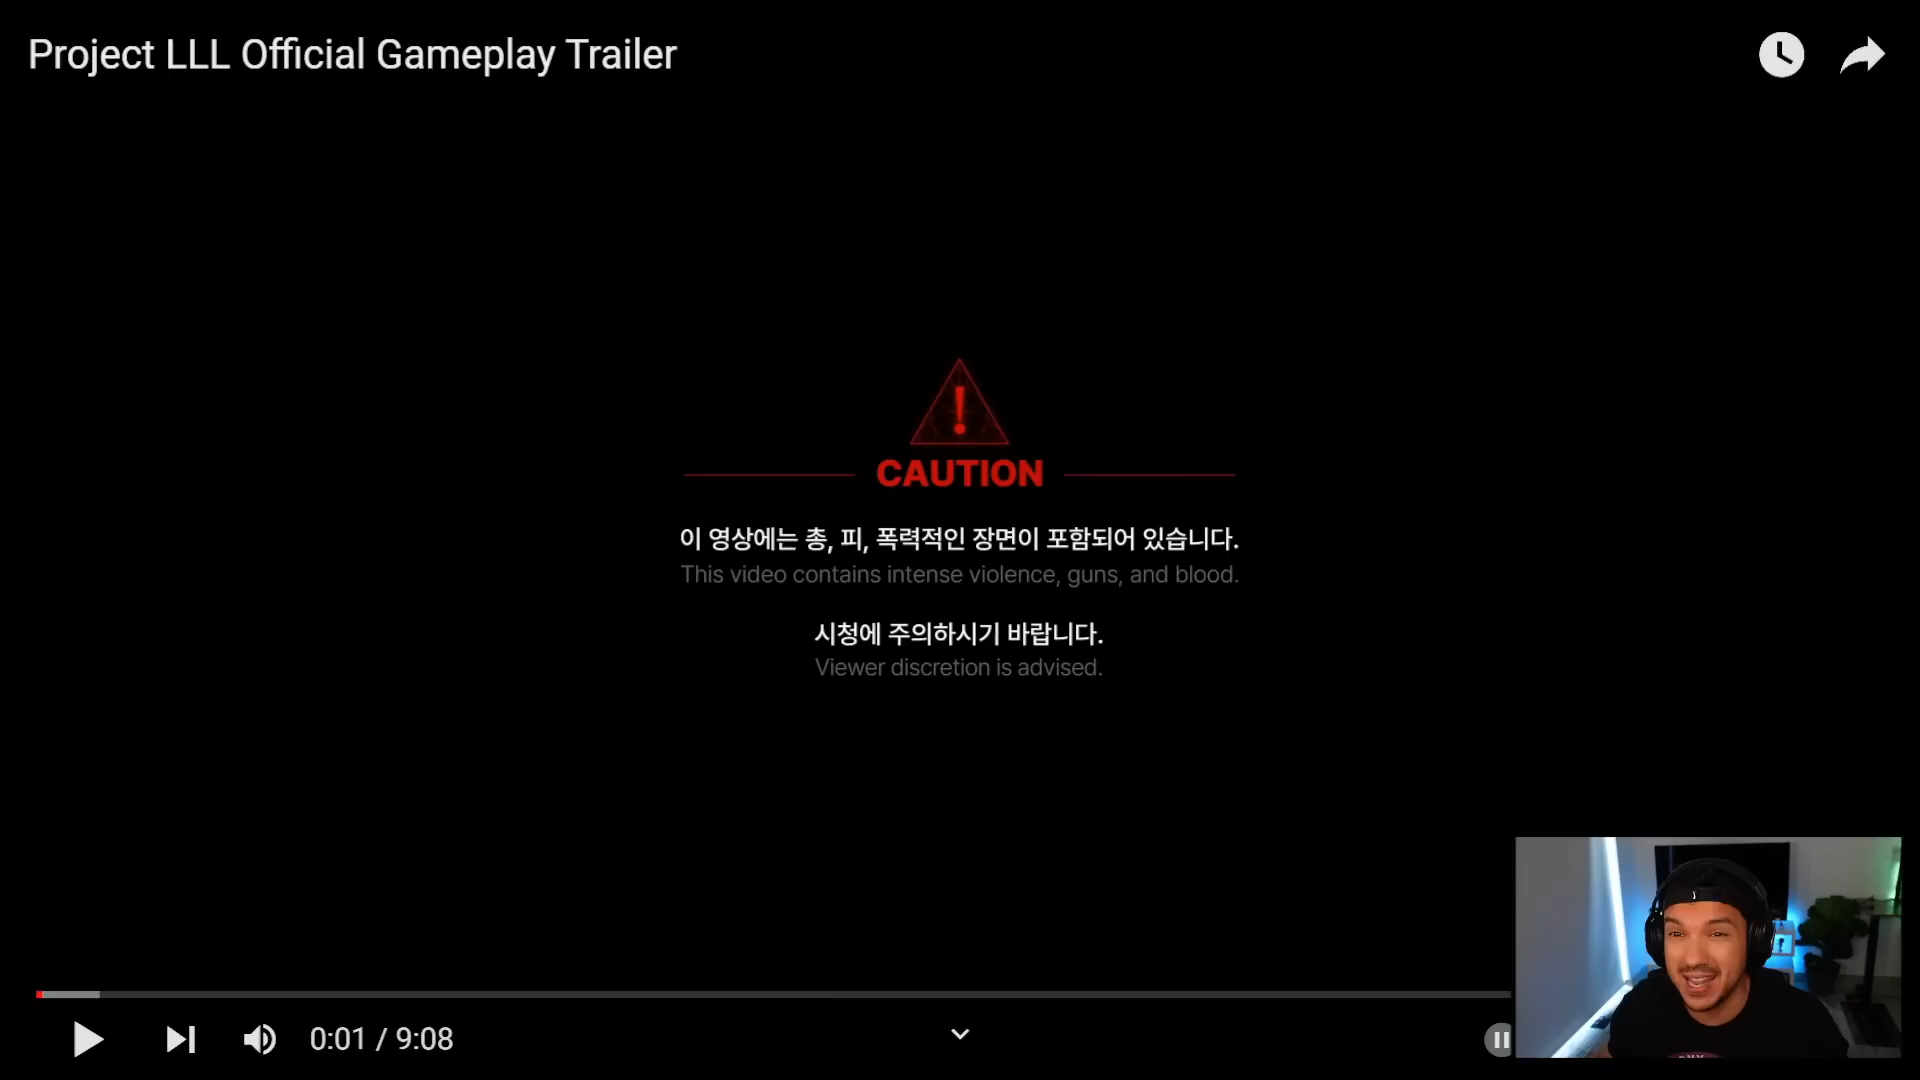 Project LLL Official Gameplay Trailer
CAUTION
이 영상에는 총, 피, 폭력적인 장면이 포함되어 있습니다.
This video contains intense violence, guns, and blood.
시청에 주의하시기 바랍니다.
Viewer discretion is advised.
0:01 / 9:08